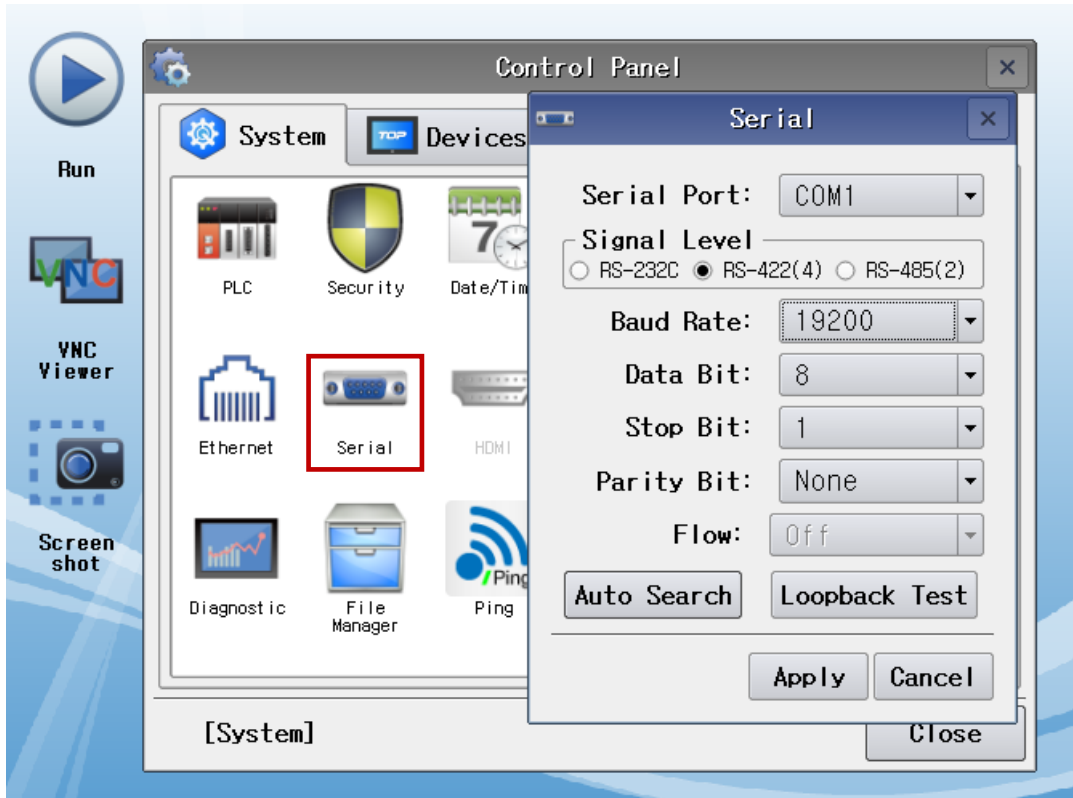 Control Panel
System
TOP
Devices
Run
VNC
VNC
Viewer
Screen
shot
PLC
Security
7
Date/Tim
Ethernet
Serial
HDMI
Diagnostic
File
Manager
Ping
Ping
[System]
Close
Serial
Serial Port:
COM1
Signal Level
RS-232C RS-422(4) RS-485(2)
Baud Rate: 19200
Data Bit: 8
Stop Bit: 1
Parity Bit: None
Flow: Off
Auto Search Loopback Test
Apply Cancel